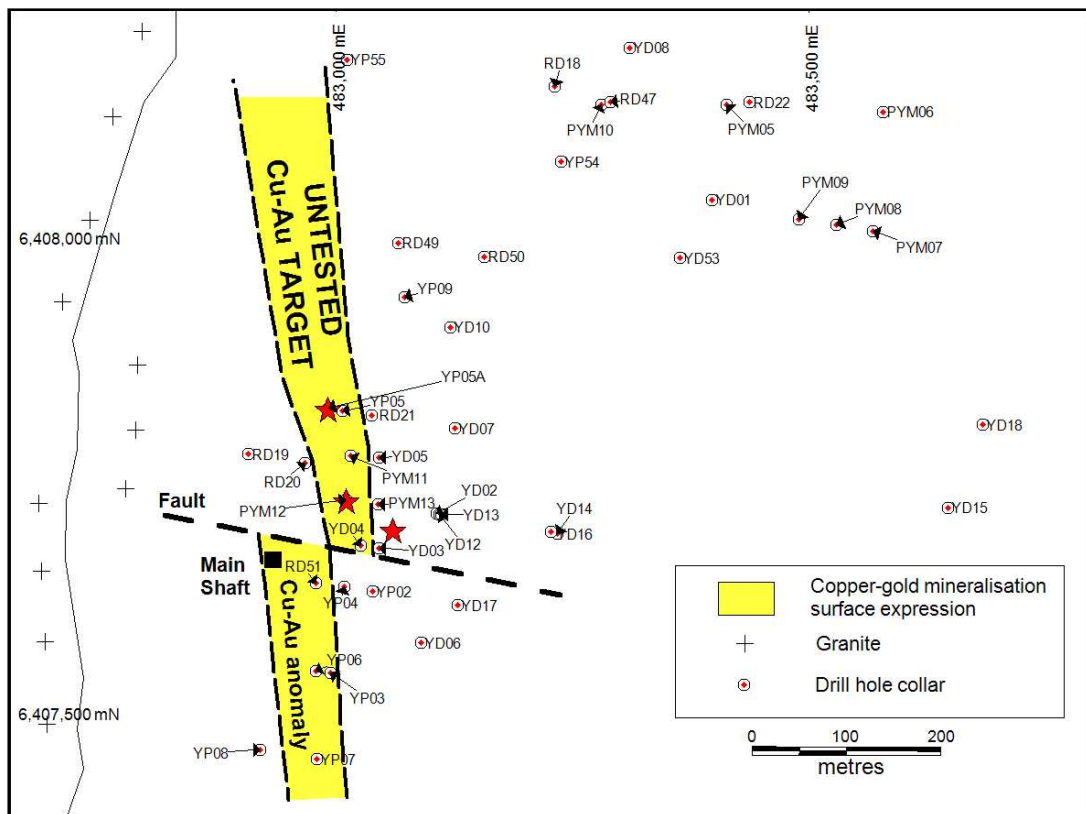 483,000 mE
483,500 mE
YP55
YD08
RD18
RD47
RD22
PYM10
PYM05
PYM06
YP54
YD01
PYM09
PYM08
PYM07
6,408,000 mN
RD49
RD50
YD53
UNTESTED
Cu-Au TARGET
YP09
YD10
YP05A
YP05
RD21
YD07
YD18
RD19
RD20
YD05
PYM11
Fault
PYM12
PYM13
YD02
YD13
YD12
YD14
YD16
YD15
YD04
YD03
Main
Shaft
RD51
YP04
YP02
YD17
Cu-Au anomaly
YD06
YP06
YP03
6,407,500 mN
YP08
YP07
Copper-gold mineralisation
surface expression
Granite
Drill hole collar
0 100 200
metres